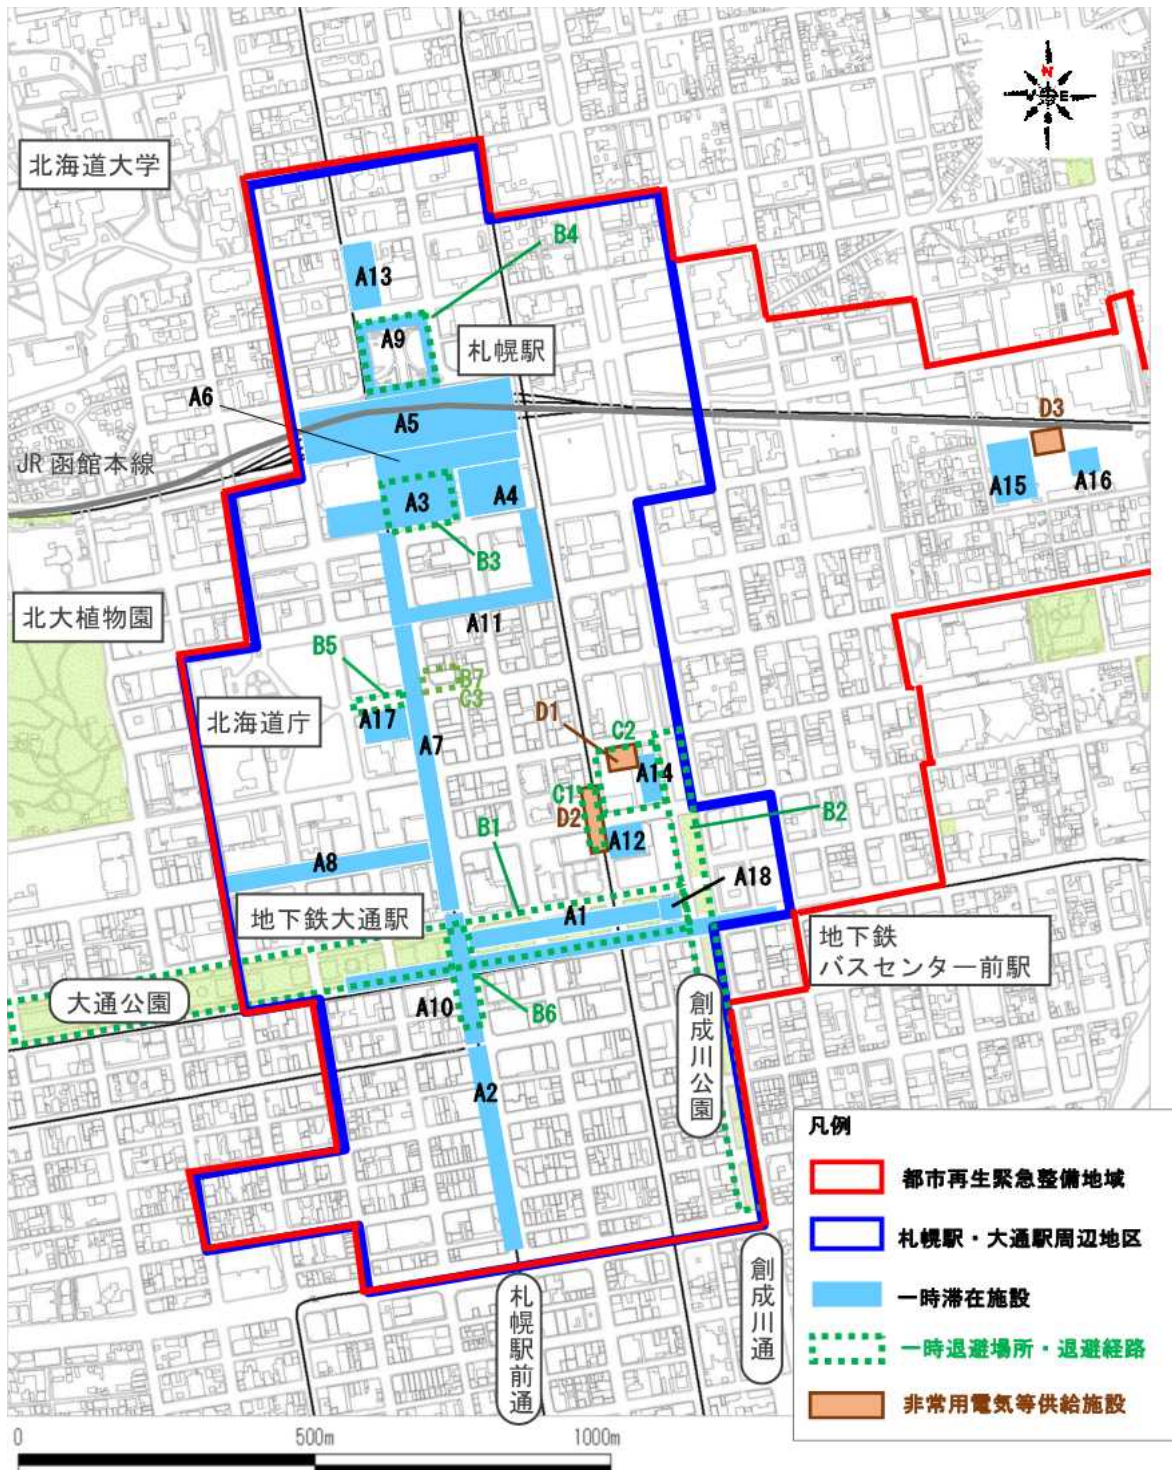 N
W
E
S
北海道大学
B4
A13
A9
札幌駅
A6
A5
D3
JR 函館本線
A3
A4
A15
A16
B3
北大植物園
A11
B5
B7
C3
北海道庁
A17
D1
C2
A7
A14
C1
D2
B1
B2
A12
A8
A18
地下鉄大通駅
A1
地下鉄
バスセンター前駅
大通公園
A10
B6
創成川公園
A2
凡例
都市再生緊急整備地域
札幌駅・大通駅周辺地区
一時滞在施設
一時退避場所・退避経路
非常用電気等供給施設
札幌駅前通
創成川通
0
500m
1000m